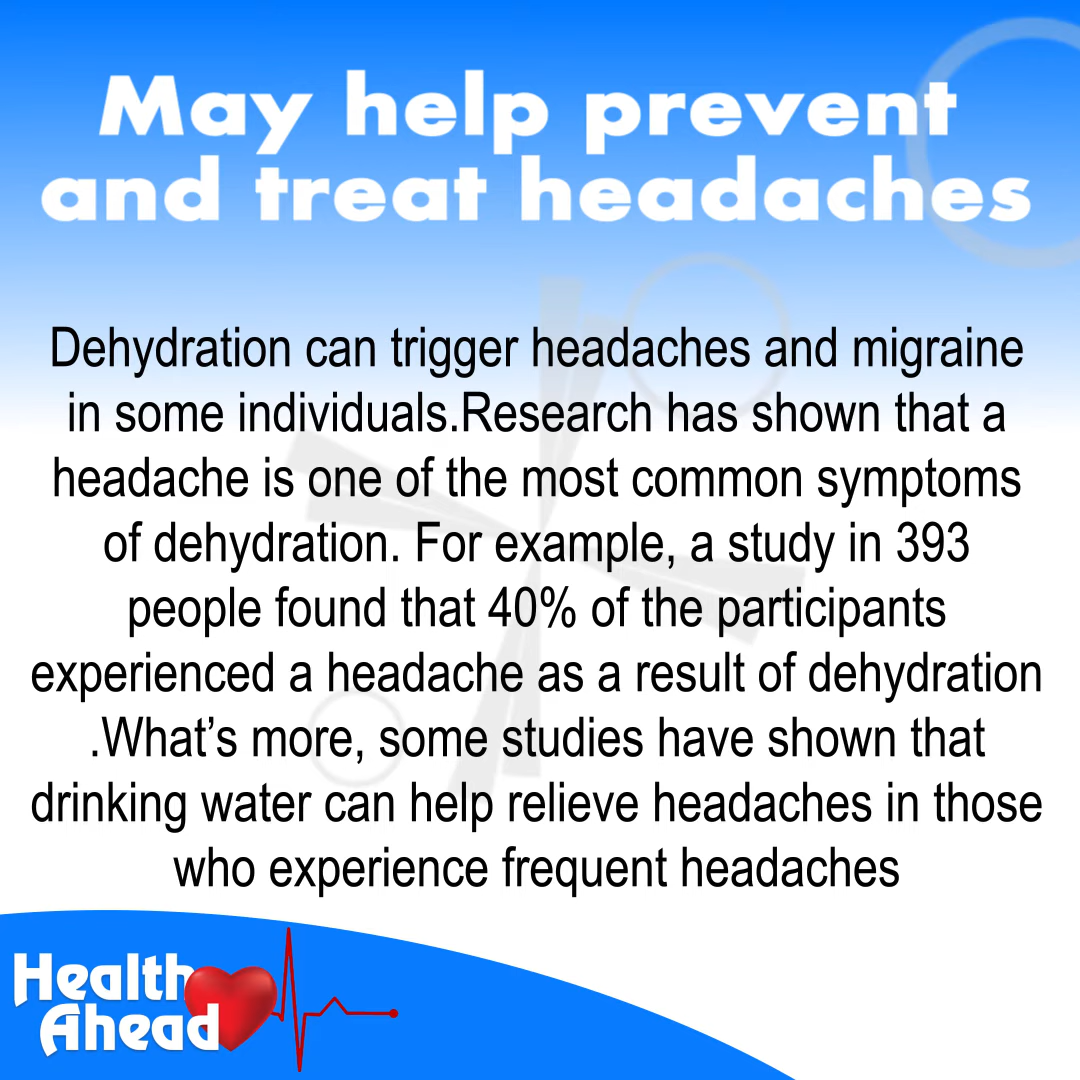 May help prevent
and treat headaches
Dehydration can trigger headaches and migraine
in some individuals.Research has shown that a
headache is one of the most common symptoms
of dehydration. For example, a study in 393
people found that 40% of the participants
experienced a headache as a result of dehydration
.What’s more, some studies have shown that
drinking water can help relieve headaches in those
who experience frequent headaches
Health
Ahead